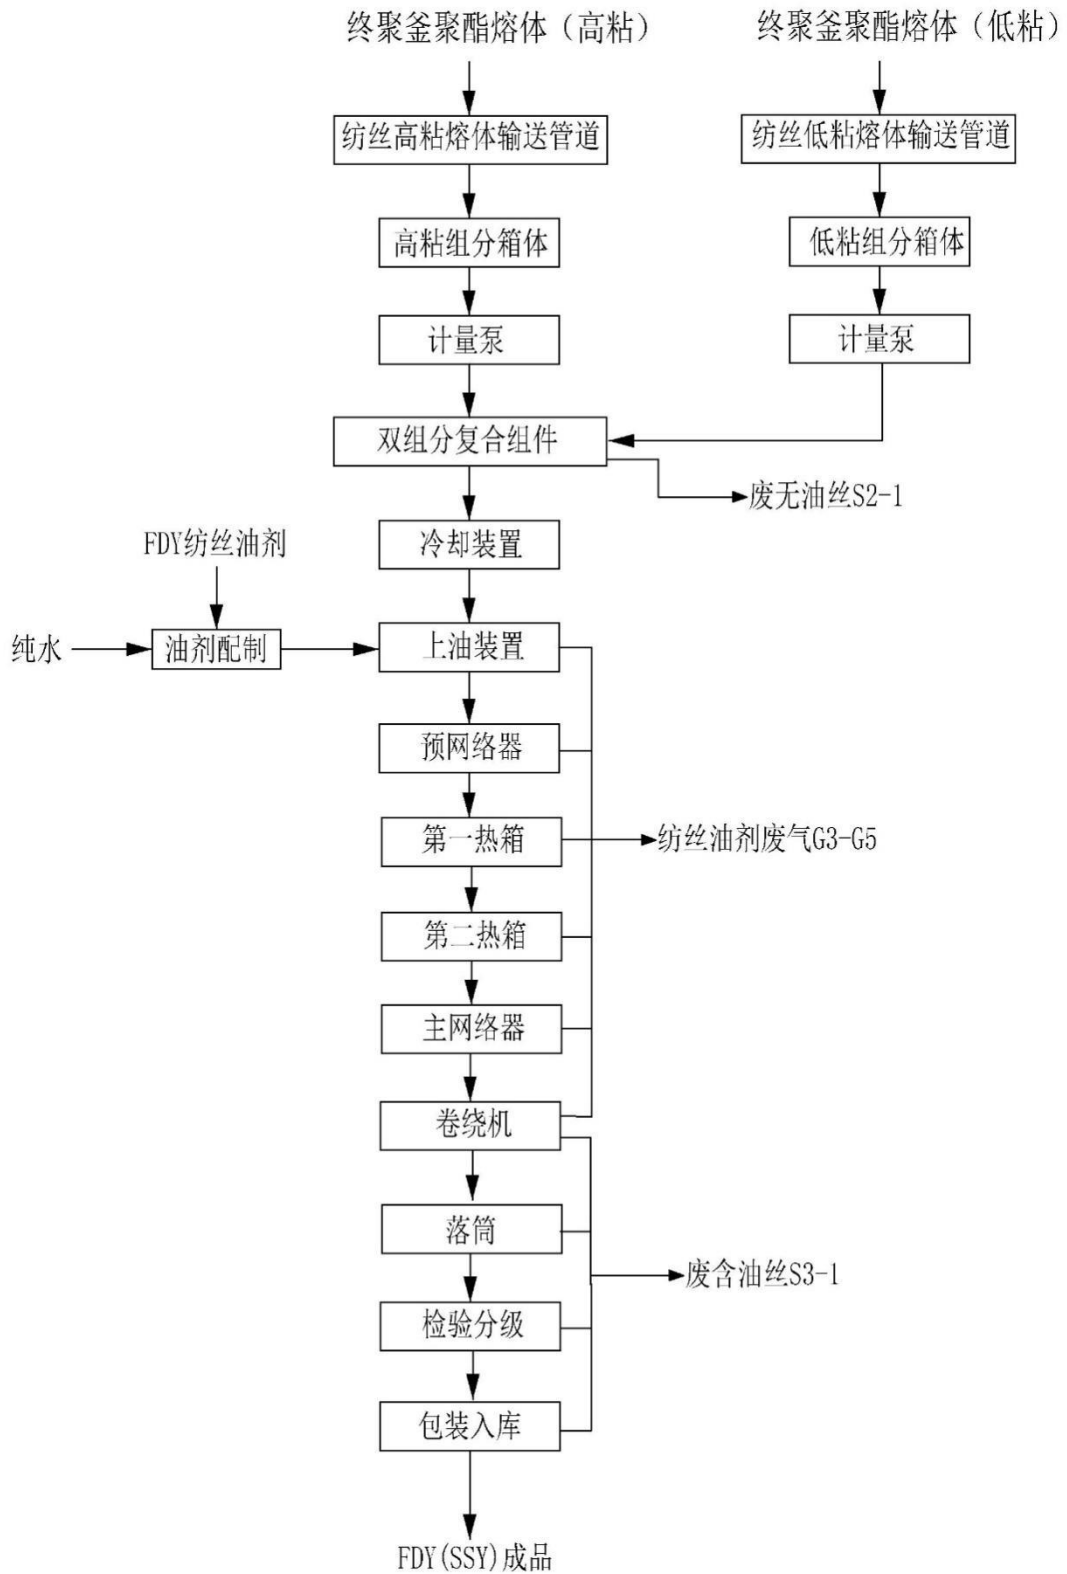 终聚釜聚酯熔体（高粘）
终聚釜聚酯熔体（低粘）
纺丝高粘熔体输送管道
纺丝低粘熔体输送管道
高粘组分箱体
低粘组分箱体
计量泵
计量泵
双组分复合组件
废无油丝S2-1
FDY纺丝油剂
冷却装置
纯水
油剂配制
上油装置
预网络器
第一热箱
纺丝油剂废气G3-G5
第二热箱
主网络器
卷绕机
落筒
废含油丝S3-1
检验分级
包装入库
FDY(SSY)成品